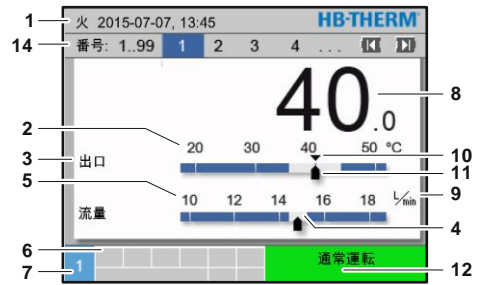 1 火 2015-07-07, 13:45 HB-THERM
14 番号: 1..99 1 2 3 4 ...
40.0 8
2 20 30 40 50 °C 10
3 出口 11
5 10 12 14 16 18 L/min 9
流量 4
6
7 1 通常運転 12